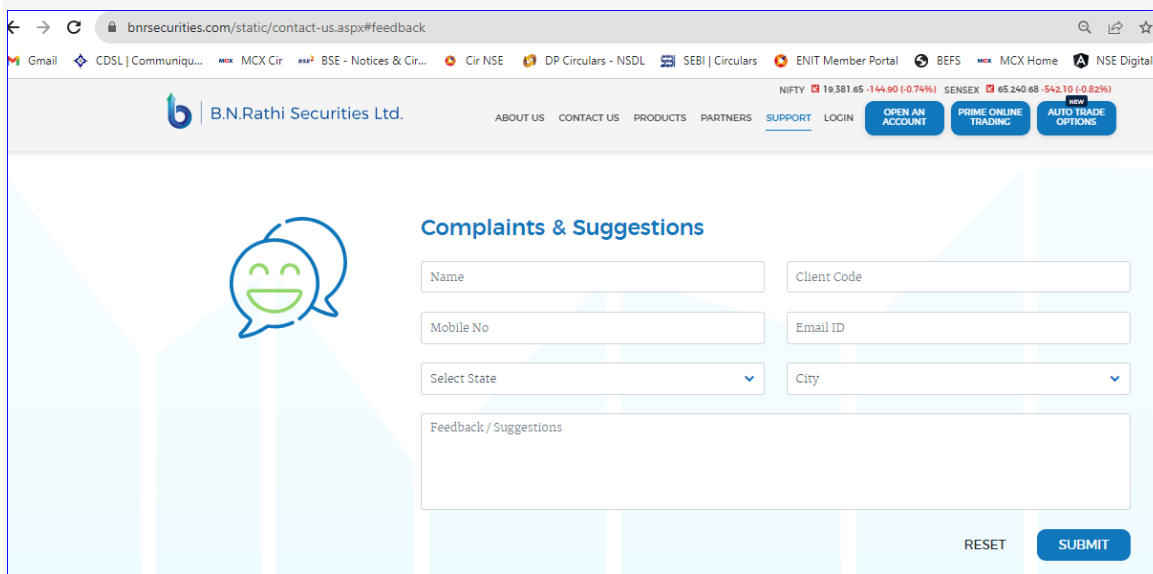 bnrsecurities.com/static/contact-us.aspx#feedback
Gmail CDSL | Communiqu... MCX Cir BSE - Notices & Cir... Cir NSE DP Circulars - NSDL SEBI | Circulars ENIT Member Portal BEFS MCX Home NSE Digital
NIFTY 19,381.65 -144.90 (-0.74%) SENSEX 65,240.68 -542.10 (-0.82%)
B.N.Rathi Securities Ltd.
ABOUT US CONTACT US PRODUCTS PARTNERS SUPPORT LOGIN
OPEN AN ACCOUNT
PRIME ONLINE TRADING
NEW
AUTO TRADE OPTIONS
Complaints & Suggestions
Name Client Code
Mobile No Email ID
Select State City
Feedback / Suggestions
RESET SUBMIT